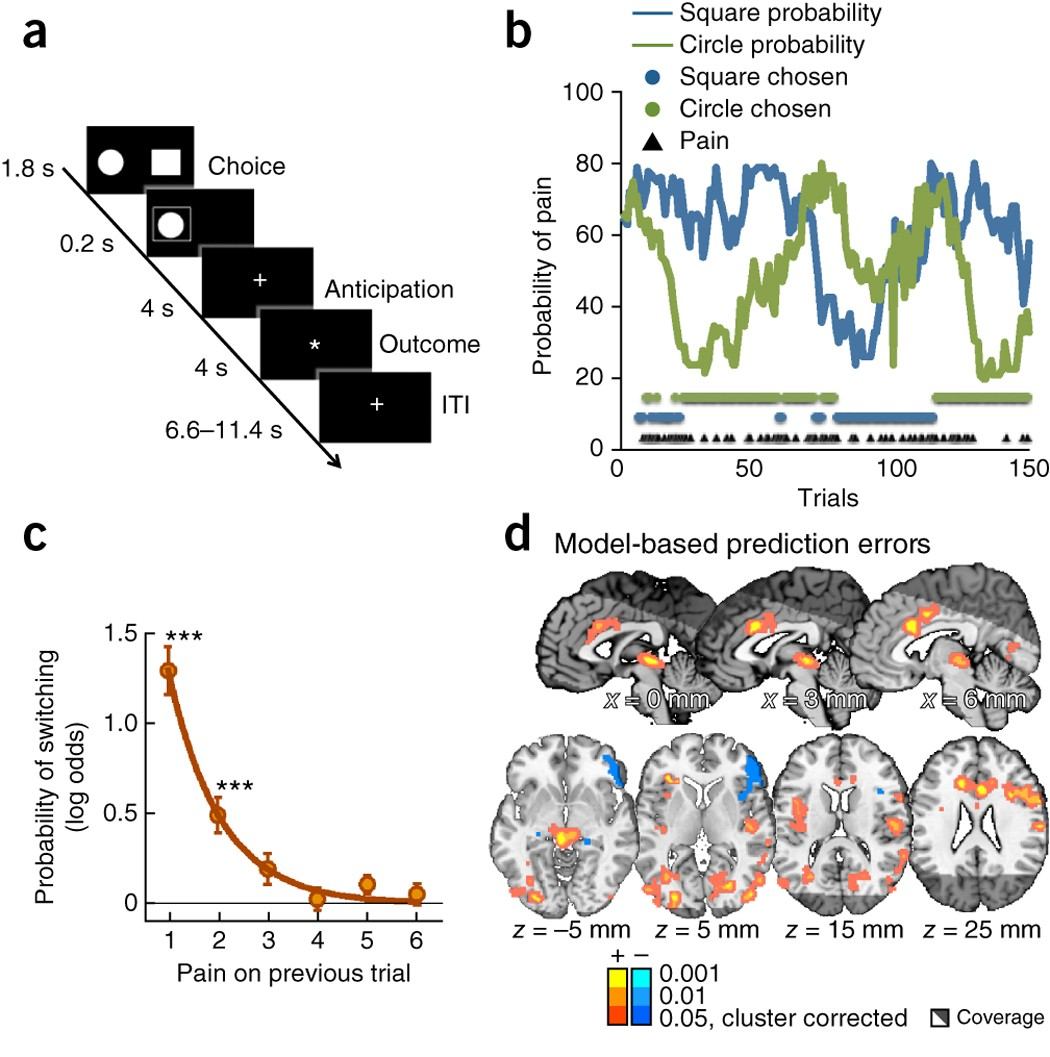 a
1.8 s
Choice
0.2 s
4 s
Anticipation
4 s
Outcome
6.6–11.4 s
ITI
b
Square probability
Circle probability
Square chosen
Circle chosen
Pain
Probability of pain
100
80
60
40
20
0
0 50 100 150
Trials
c
Probability of switching
(log odds)
1.5
1.0
0.5
0
***
***
1 2 3 4 5 6
Pain on previous trial
d
Model-based prediction errors
x = 0 mm x = 3 mm x = 6 mm
z = –5 mm z = 5 mm z = 15 mm z = 25 mm
+ –
0.001
0.01
0.05, cluster corrected
Coverage